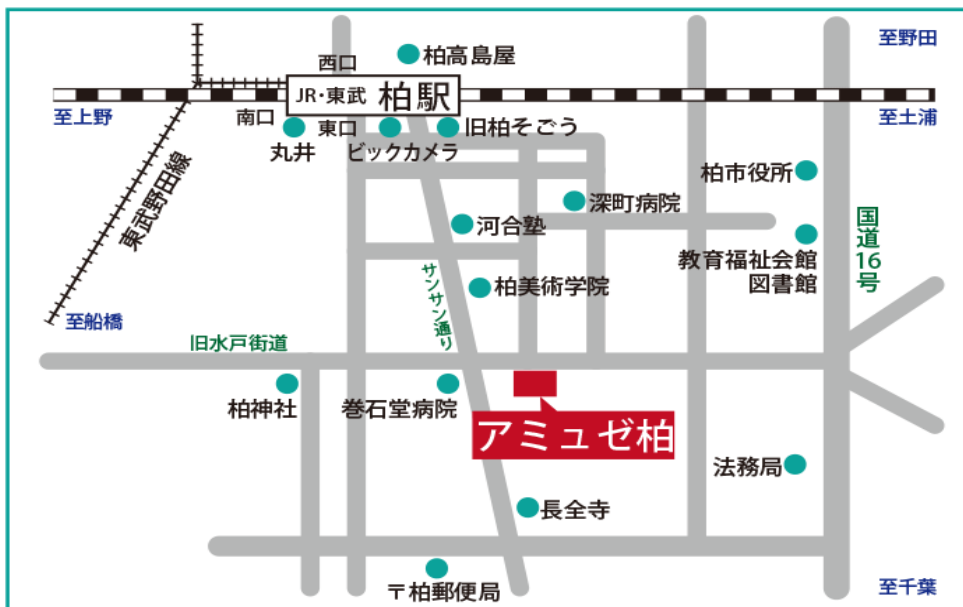 至野田
柏高島屋
西口
JR・東武 柏駅
至上野
南口
東口
旧柏そごう
至土浦
丸井
ビックカメラ
柏市役所
東武野田線
深町病院
河合塾
国道16号
教育福祉会館
図書館
サンサン通り
柏美術学院
至船橋
旧水戸街道
柏神社
巻石堂病院
アミュゼ柏
法務局
長全寺
〒柏郵便局
至千葉